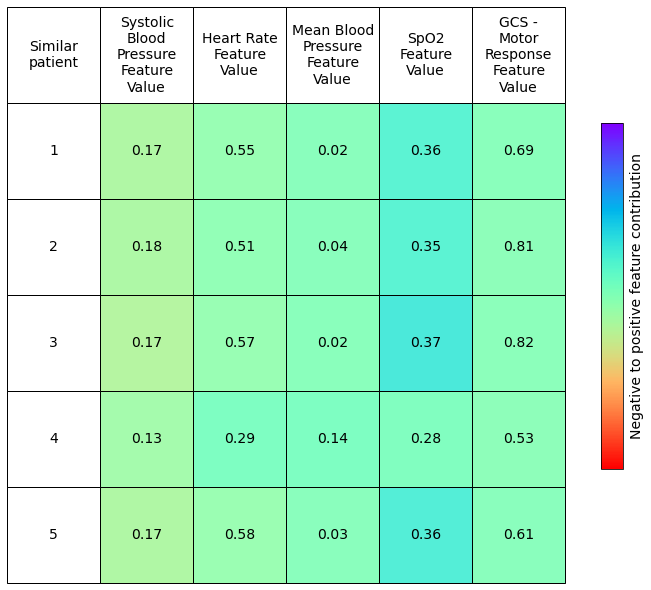 Similar
patient
Systolic
Blood
Pressure
Feature
Value
Heart Rate
Feature
Value
Mean Blood
Pressure
Feature
Value
SpO2
Feature
Value
GCS -
Motor
Response
Feature
Value
1 0.17 0.55 0.02 0.36 0.69
2 0.18 0.51 0.04 0.35 0.81
3 0.17 0.57 0.02 0.37 0.82
4 0.13 0.29 0.14 0.28 0.53
5 0.17 0.58 0.03 0.36 0.61
Negative to positive feature contribution